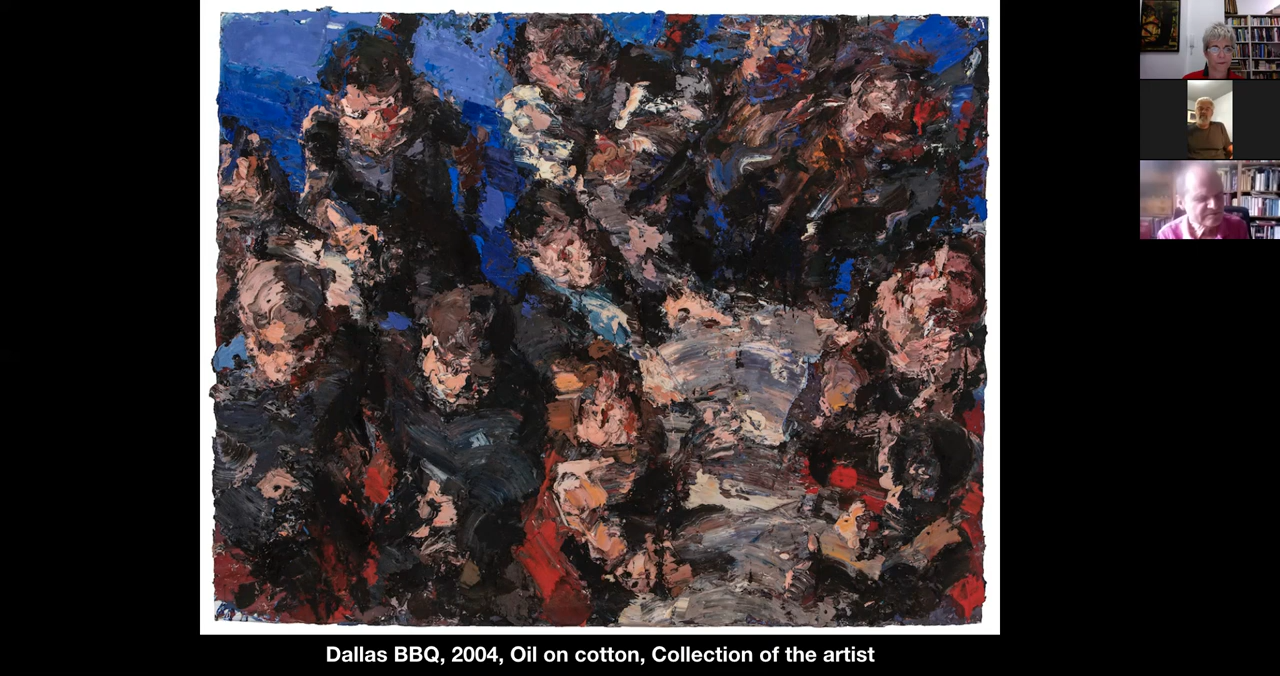 Dallas BBQ, 2004, Oil on cotton, Collection of the artist